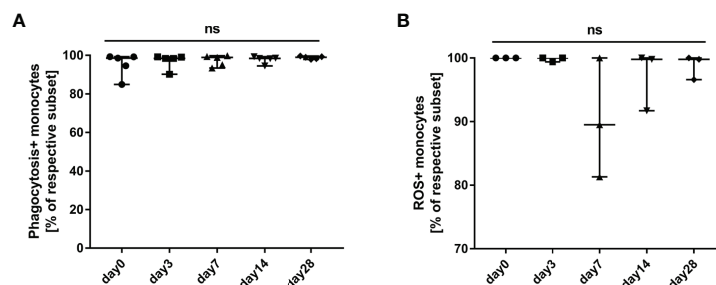 A
ns
Phagocytosis+ monocytes
[% of respective subset]
100
80
60
40
20
0
day0
day3
day7
day14
day28
B
ns
ROS+ monocytes
[% of respective subset]
100
90
80
70
day0
day3
day7
day14
day28